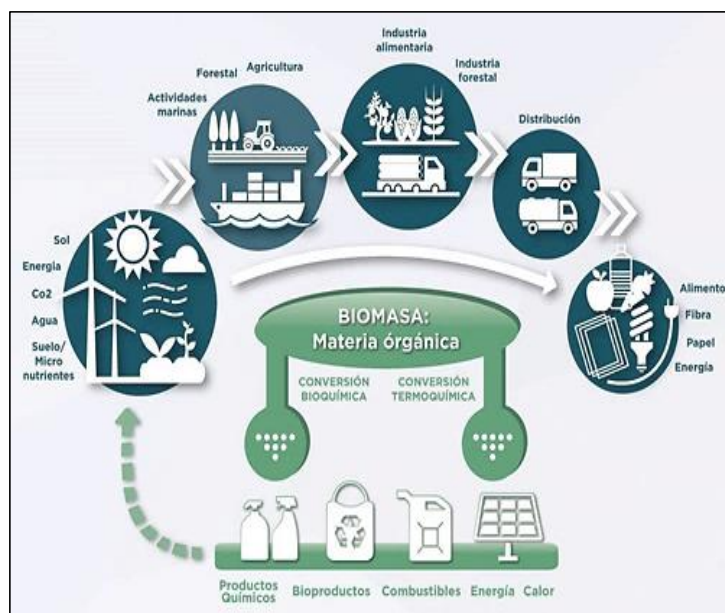 Industria
alimentaria
Industria
forestal
Forestal
Agricultura
Actividades
marinas
Distribución
Sol
Energía
Co2
Agua
Suelo/
Micro
nutrientes
Alimento
Fibra
Papel
Energía
BIOMASA:
Materia órgánica
CONVERSIÓN
BIOQUÍMICA
CONVERSIÓN
TERMOQUÍMICA
Productos
Químicos
Bioproductos
Combustibles
Energía
Calor